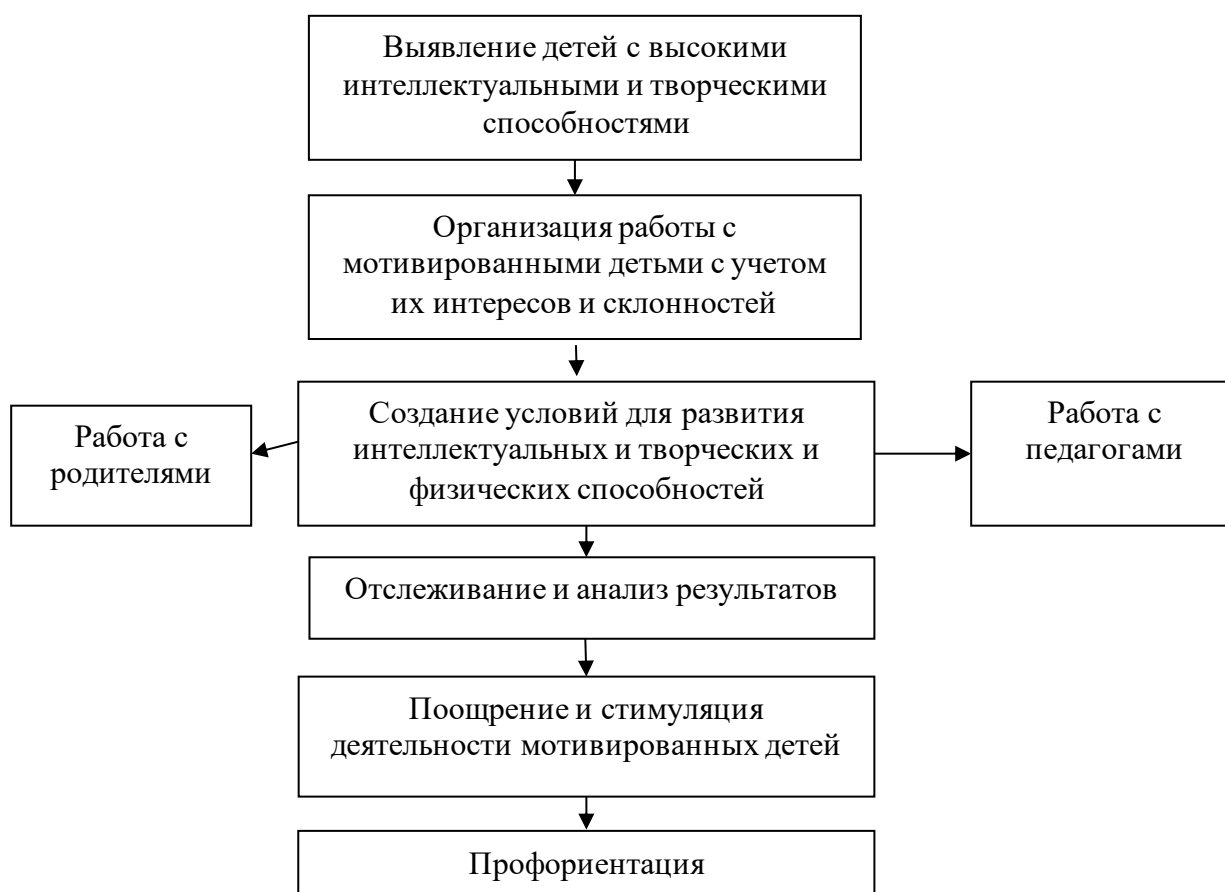 Выявление детей с высокими
интеллектуальными и творческими
способностями
Организация работы с
мотивированными детьми с учетом
их интересов и склонностей
Работа с
родителями
Создание условий для развития
интеллектуальных и творческих и
физических способностей
Работа с
педагогами
Отслеживание и анализ результатов
Поощрение и стимуляция
деятельности мотивированных детей
Профориентация